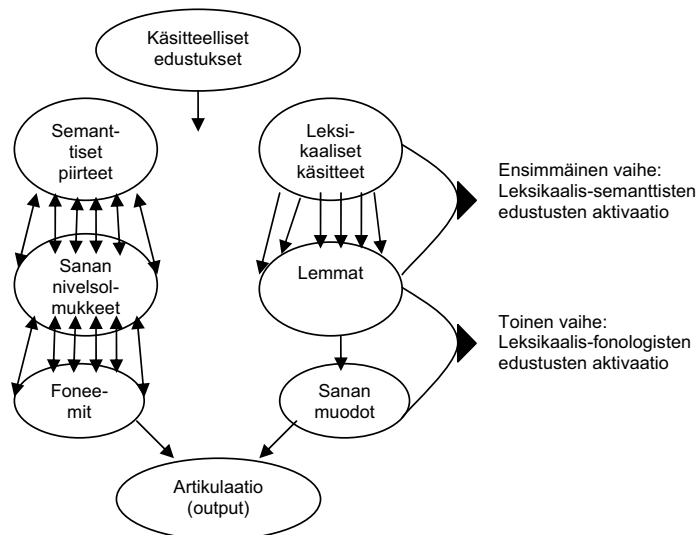 Käsitteelliset
edustukset
Semant-
tiset
piirteet
Leksi-
kaaliset
käsitteet
Ensimmäinen vaihe:
Leksikaalis-semanttisten
edustusten aktivaatio
Sanan
nivelsol-
mukkeet
Lemmat
Toinen vaihe:
Leksikaalis-fonologisten
edustusten aktivaatio
Fonee-
mit
Sanan
muodot
Artikulaatio
(output)